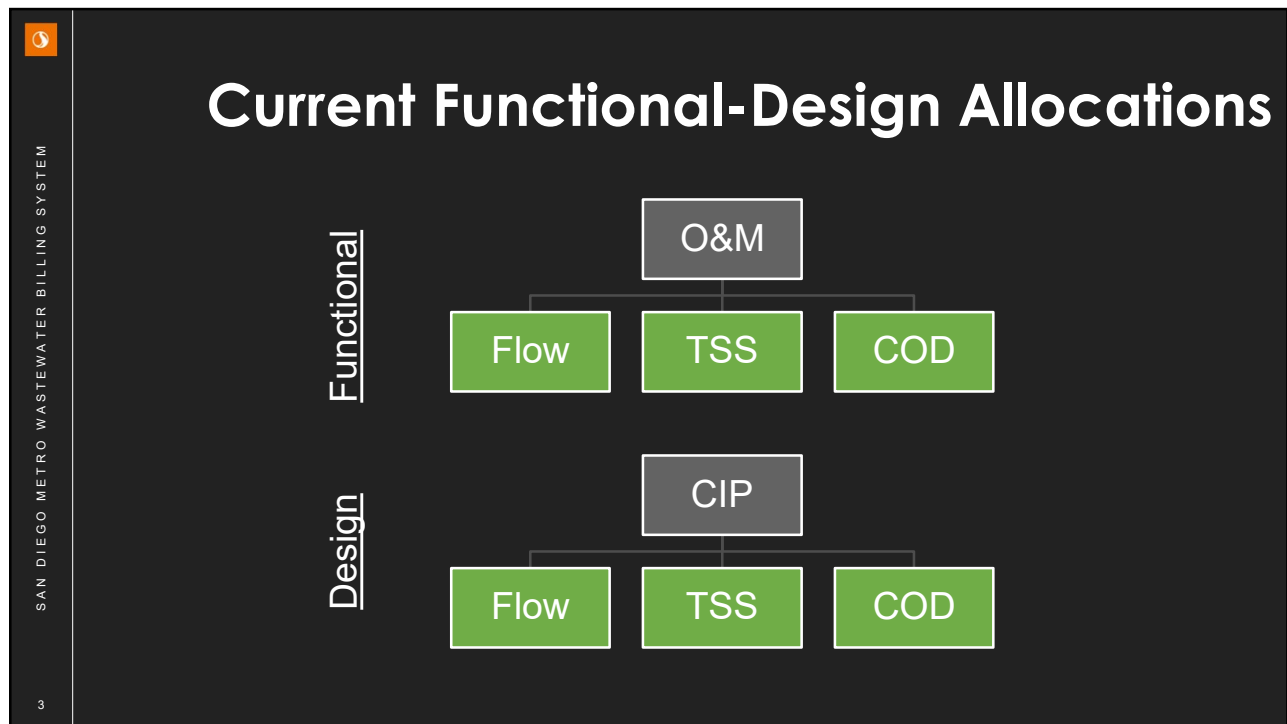 Current Functional-Design Allocations
SAN DIEGO METRO WASTEWATER BILLING SYSTEM
Functional
O&M
Flow
TSS
COD
Design
CIP
Flow
TSS
COD
3